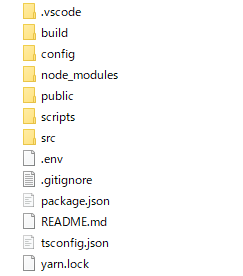 .vscode
build
config
node_modules
public
scripts
src
.env
.gitignore
package.json
README.md
tsconfig.json
yarn.lock